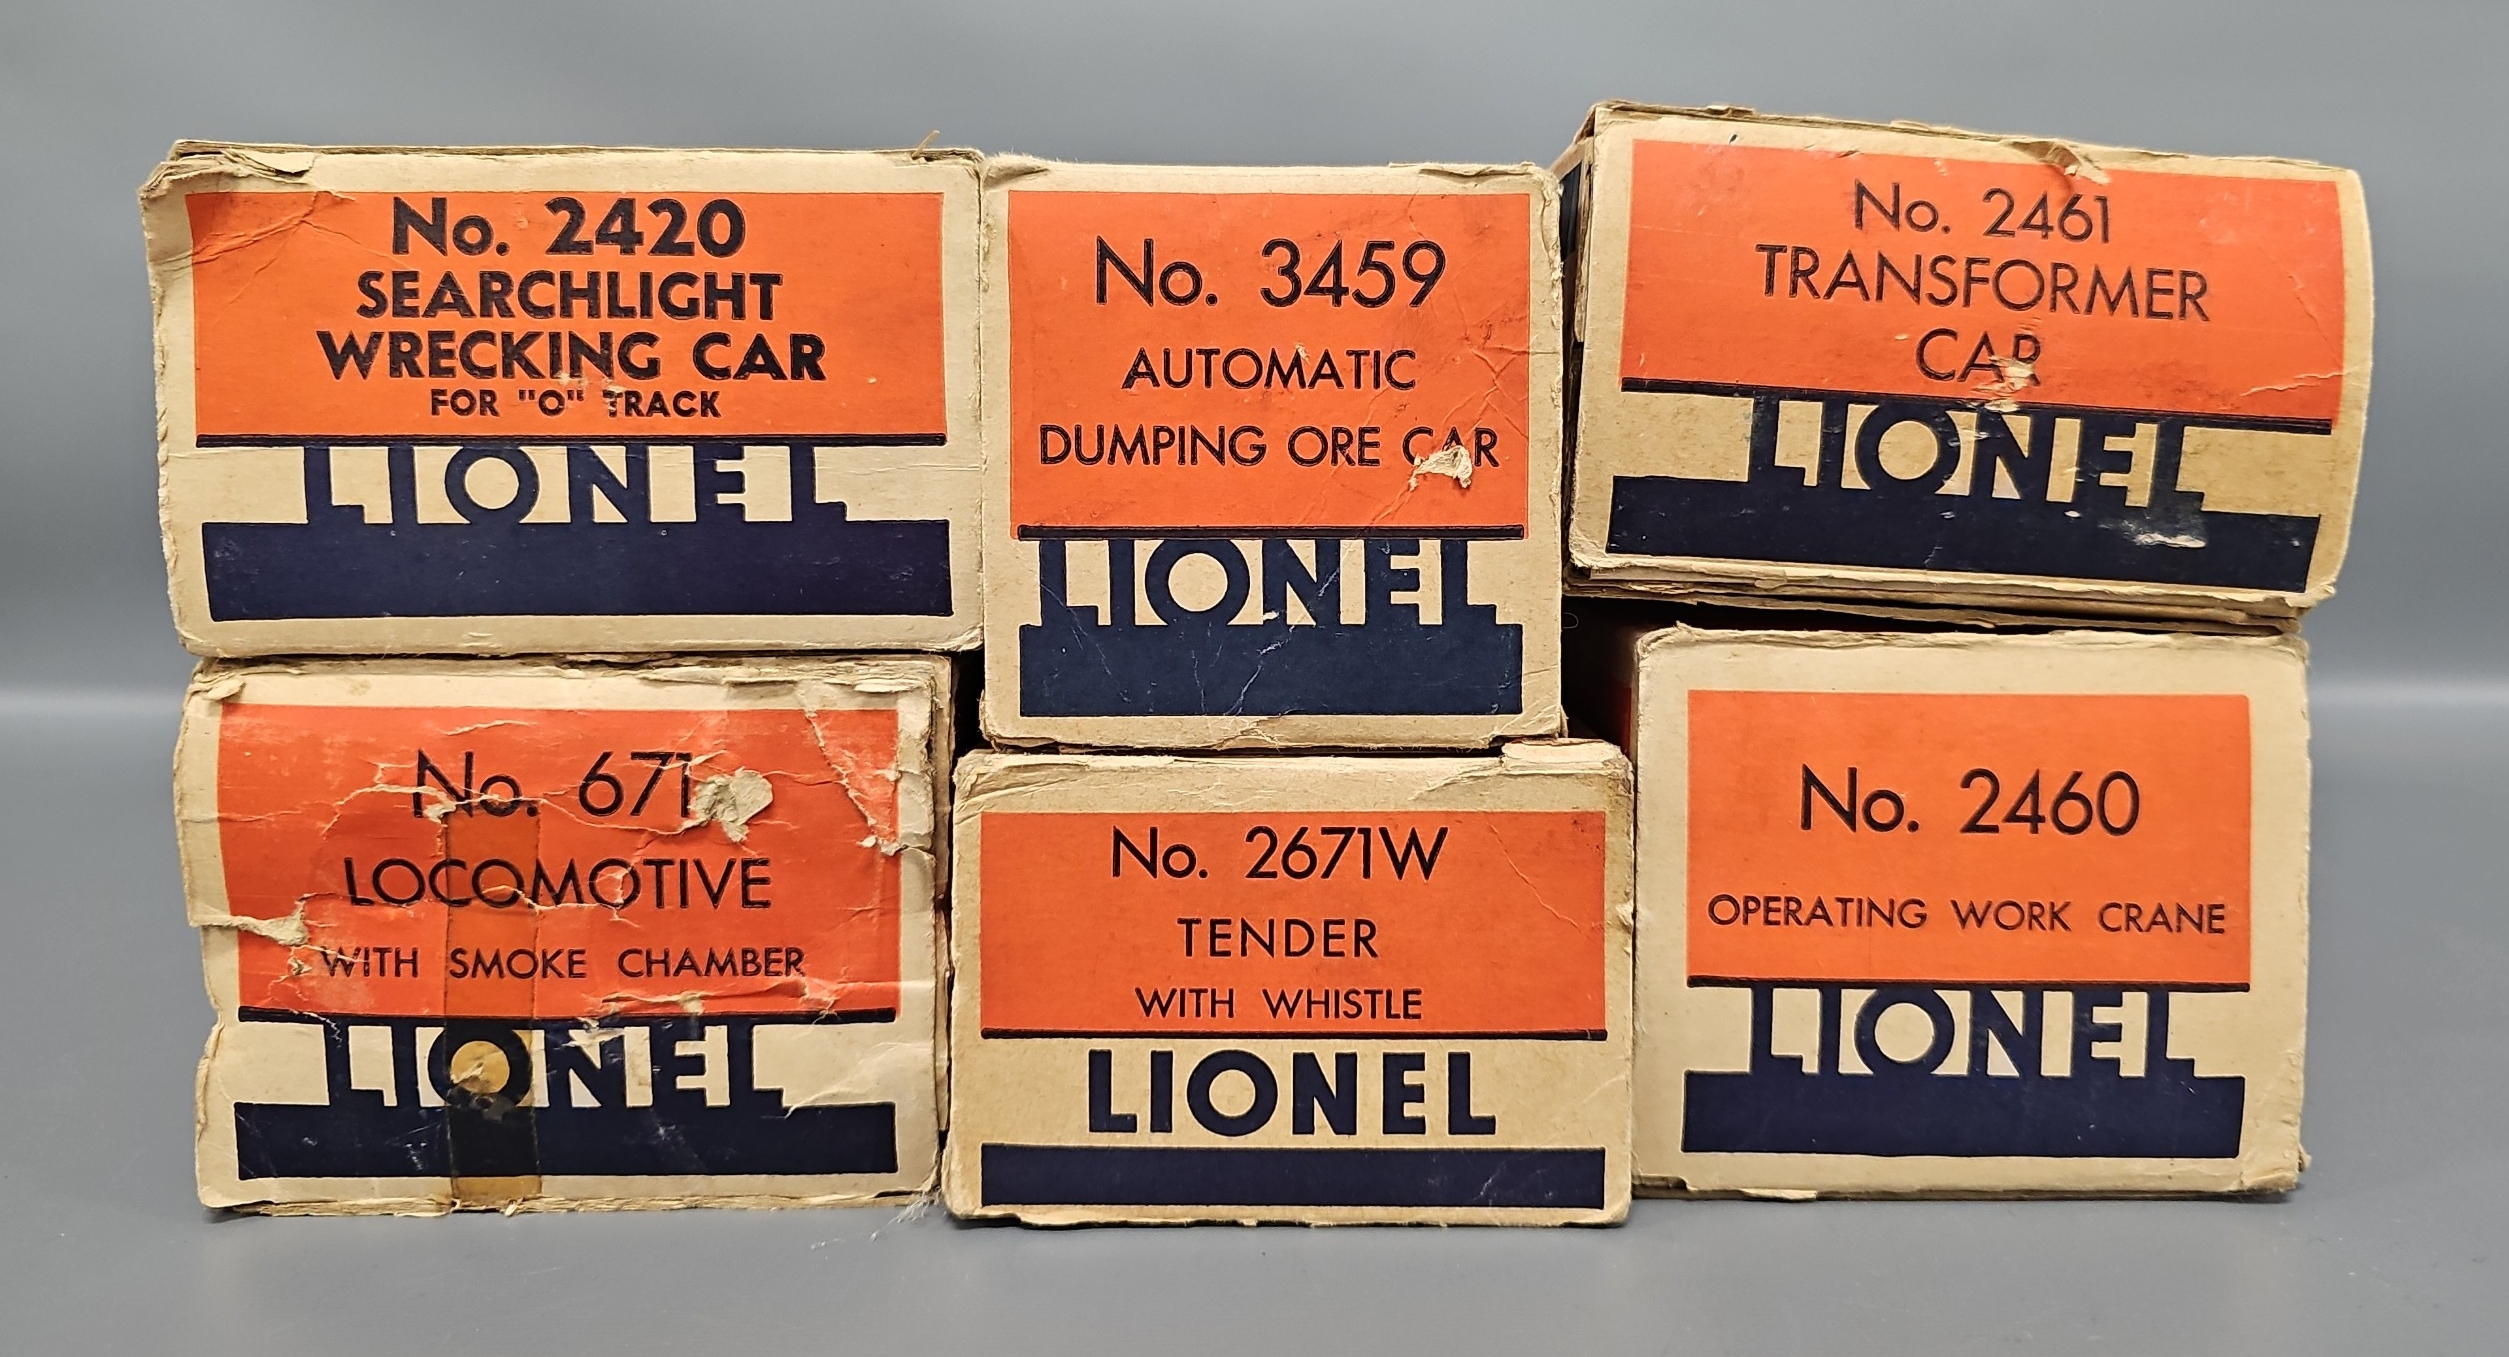 No. 2420
SEARCHLIGHT
WRECKING CAR
FOR "O" TRACK
LIONEL
No. 3459
AUTOMATIC
DUMPING ORE CAR
LIONEL
No. 2461
TRANSFORMER
CAR
LIONEL
No. 671
LOCOMOTIVE
WITH SMOKE CHAMBER
LIONEL
No. 2671W
TENDER
WITH WHISTLE
LIONEL
No. 2460
OPERATING WORK CRANE
LIONEL